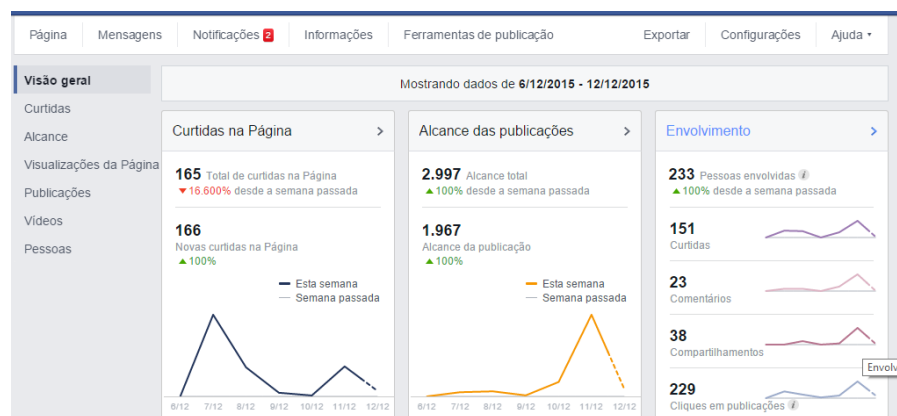 Página Mensagens Notificações 2 Informações Ferramentas de publicação Exportar Configurações Ajuda
Visão geral
Curtidas
Alcance
Visualizações da Página
Publicações
Vídeos
Pessoas
Mostrando dados de 6/12/2015 - 12/12/2015
Curtidas na Página
165 Total de curtidas na Página
16.600% desde a semana passada
166
Novas curtidas na Página
100%
Esta semana
Semana passada
6/12 7/12 8/12 9/12 10/12 11/12 12/12
Alcance das publicações
2.997 Alcance total
100% desde a semana passada
1.967
Alcance da publicação
100%
Esta semana
Semana passada
6/12 7/12 8/12 9/12 10/12 11/12 12/12
Envolvimento
233 Pessoas envolvidas i
100% desde a semana passada
151
Curtidas
23
Comentários
38
Compartilhamentos
Envolv
229
Cliques em publicações i